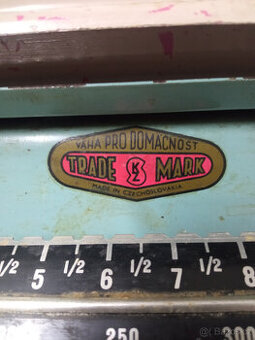 VÁHA PRO DOMÁCNOST
TRADE MARK
MADE IN CZECHOSLOVAKIA
1/2 5 1/2 6 1/2 7 1/2 8
250 300